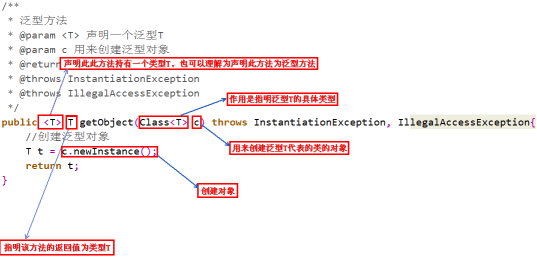 /**
* 泛型方法
* @param <T> 声明一个泛型T
* @param c 用来创建泛型对象
* @return
声明此此方法持有一个类型T，也可以理解为声明此方法为泛型方法
* @throws InstantiationException
* @throws IllegalAccessException
*/
作用是指明泛型T的具体类型
public <T> T getObject(Class<T> c) throws InstantiationException, IllegalAccessException{
//创建泛型对象
用来创建泛型T代表的类的对象
T t = c.newInstance();
return t;
创建对象
}
指明该方法的返回值为类型T